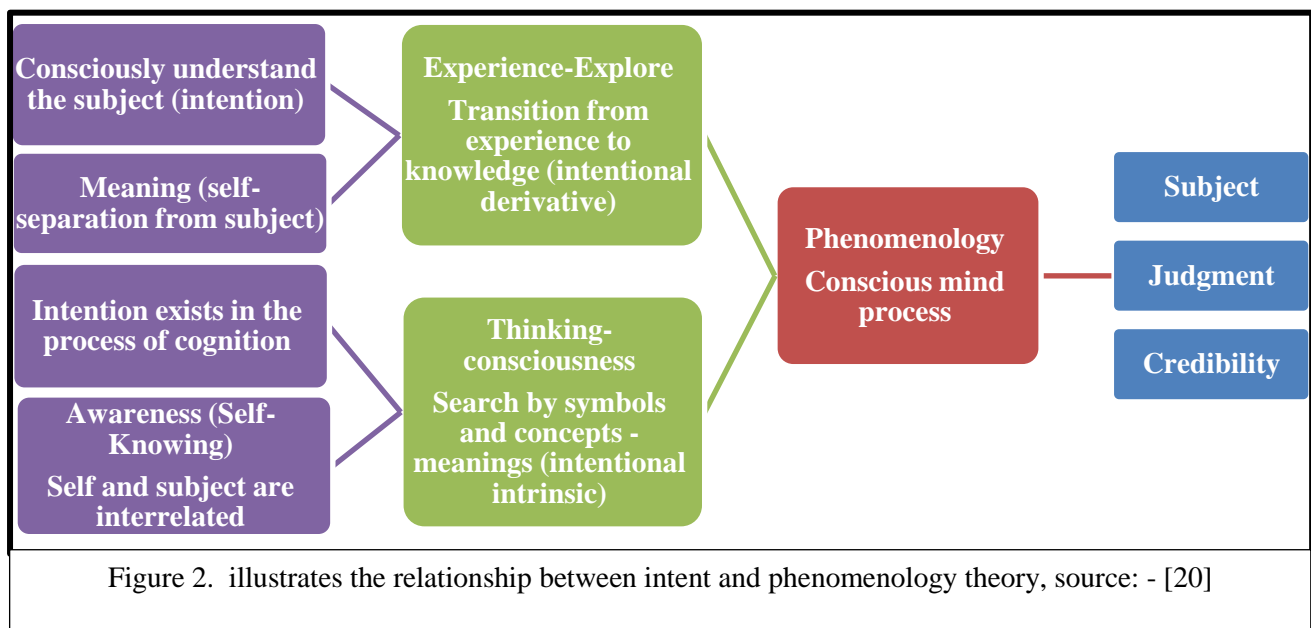 Consciously understand
the subject (intention)
Meaning (self-
separation from subject)
Intention exists in the
process of cognition
Awareness (Self-
Knowing)
Self and subject are
interrelated
Experience-Explore
Transition from
experience to
knowledge (intentional
derivative)
Thinking-
consciousness
Search by symbols
and concepts -
meanings (intentional
intrinsic)
Phenomenology
Conscious mind
process
Subject
Judgment
Credibility
Figure 2. illustrates the relationship between intent and phenomenology theory, source: - [20]